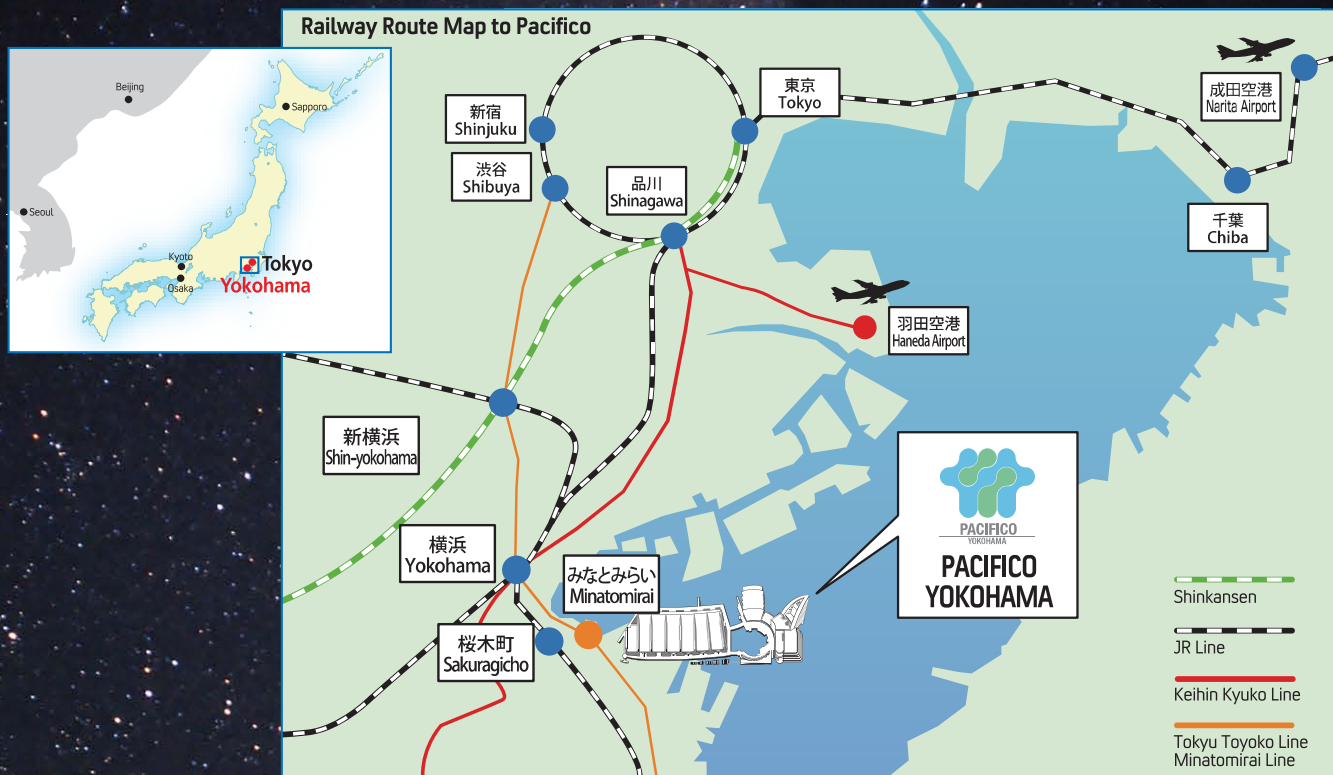 Railway Route Map to Pacifico
Beijing
Sapporo
Seoul
Kyoto
Osaka
Tokyo
Yokohama
新宿
Shinjuku
渋谷
Shibuya
東京
Tokyo
品川
Shinagawa
成田空港
Narita Airport
千葉
Chiba
羽田空港
Haneda Airport
新横浜
Shin-yokohama
横浜
Yokohama
みなとみらい
Minatomirai
桜木町
Sakuragicho
PACIFICO
YOKOHAMA
PACIFICO
YOKOHAMA
Shinkansen
JR Line
Keihin Kyuko Line
Tokyu Toyoko Line
Minatomirai Line